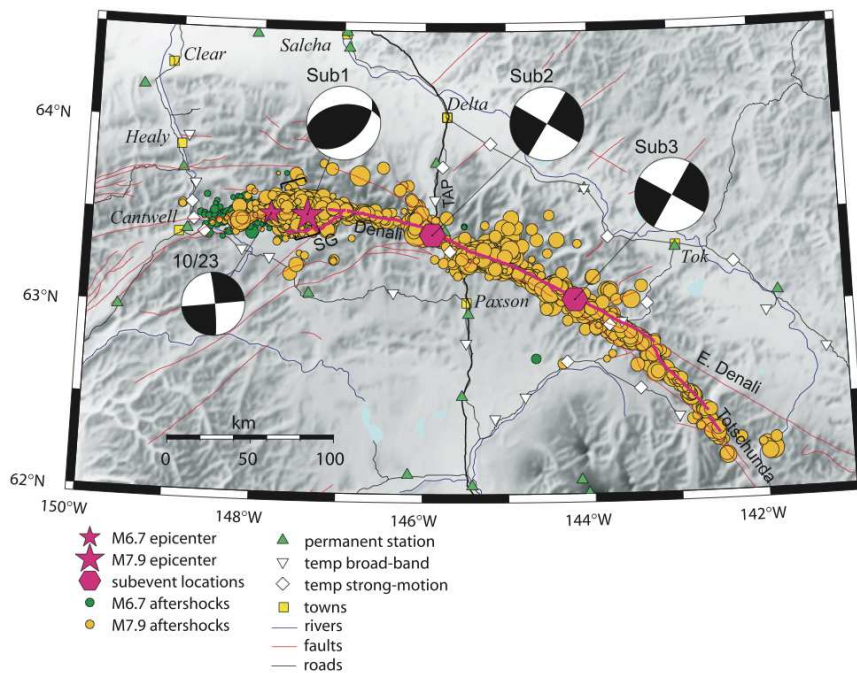 Salcha
Clear
Sub1
Sub2
64°N
Delta
Healy
Sub3
Cantwell
TAP
SG
Denali
10/23
Tok
63°N
Paxson
E. Denali
km
Totschunda
0 50 100
62°N
150°W
148°W
146°W
144°W
142°W
M6.7 epicenter
M7.9 epicenter
subevent locations
M6.7 aftershocks
M7.9 aftershocks
permanent station
temp broad-band
temp strong-motion
towns
rivers
faults
roads